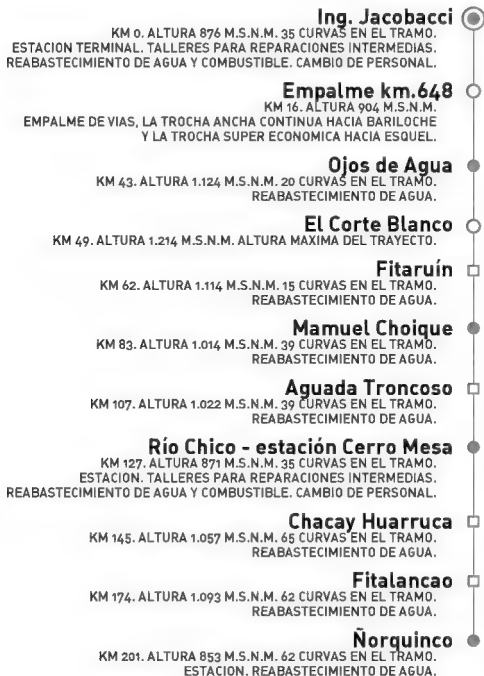 Ing. Jacobacci
KM 0. ALTURA 876 M.S.N.M. 35 CURVAS EN EL TRAMO.
ESTACION TERMINAL. TALLERES PARA REPARACIONES INTERMEDIAS.
REABASTECIMIENTO DE AGUA Y COMBUSTIBLE. CAMBIO DE PERSONAL.
Empalme km.648
KM 16. ALTURA 904 M.S.N.M.
EMPALME DE VIAS, LA TROCHA ANCHA CONTINUA HACIA BARILOCHE
Y LA TROCHA SUPER ECONOMICA HACIA ESQUEL.
Ojos de Agua
KM 43. ALTURA 1.124 M.S.N.M. 20 CURVAS EN EL TRAMO.
REABASTECIMIENTO DE AGUA.
El Corte Blanco
KM 49. ALTURA 1.214 M.S.N.M. ALTURA MAXIMA DEL TRAYECTO.
Fitaruín
KM 62. ALTURA 1.114 M.S.N.M. 15 CURVAS EN EL TRAMO.
REABASTECIMIENTO DE AGUA.
Mamuel Choique
KM 83. ALTURA 1.014 M.S.N.M. 39 CURVAS EN EL TRAMO.
REABASTECIMIENTO DE AGUA.
Aguada Troncoso
KM 107. ALTURA 1.022 M.S.N.M. 39 CURVAS EN EL TRAMO.
REABASTECIMIENTO DE AGUA.
Río Chico - estación Cerro Mesa
KM 127. ALTURA 871 M.S.N.M. 35 CURVAS EN EL TRAMO.
ESTACION. TALLERES PARA REPARACIONES INTERMEDIAS.
REABASTECIMIENTO DE AGUA Y COMBUSTIBLE. CAMBIO DE PERSONAL.
Chacay Huarruca
KM 145. ALTURA 1.057 M.S.N.M. 65 CURVAS EN EL TRAMO.
REABASTECIMIENTO DE AGUA.
Fitalancao
KM 174. ALTURA 1.093 M.S.N.M. 62 CURVAS EN EL TRAMO.
REABASTECIMIENTO DE AGUA.
Ñorquinco
KM 201. ALTURA 853 M.S.N.M. 62 CURVAS EN EL TRAMO.
ESTACION. REABASTECIMIENTO DE AGUA.